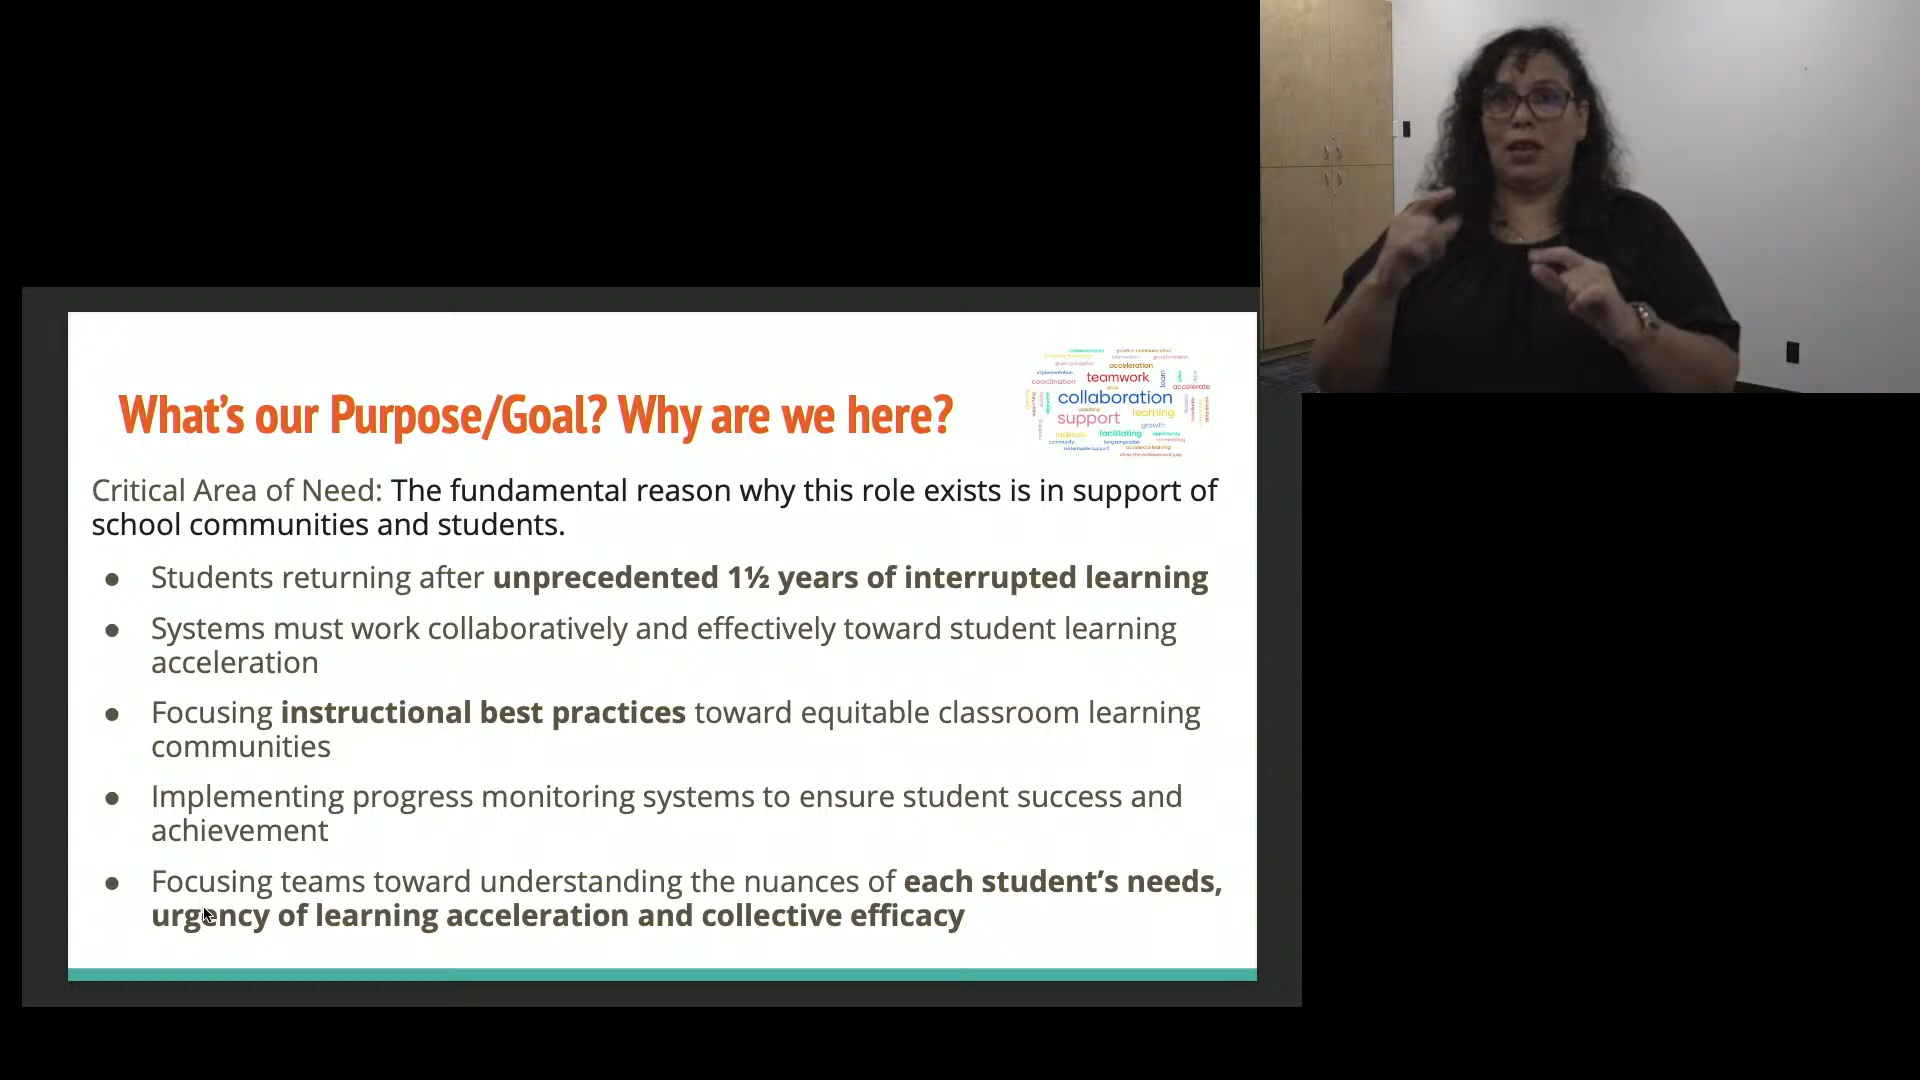 What's our Purpose/Goal? Why are we here?
acceleration
teamwork
coordination
accelerate
collaboration
support
learning
growth
facilitating
Critical Area of Need: The fundamental reason why this role exists is in support of
school communities and students.
● Students returning after unprecedented 1½ years of interrupted learning
● Systems must work collaboratively and effectively toward student learning
acceleration
● Focusing instructional best practices toward equitable classroom learning
communities
● Implementing progress monitoring systems to ensure student success and
achievement
● Focusing teams toward understanding the nuances of each student's needs,
urgency of learning acceleration and collective efficacy